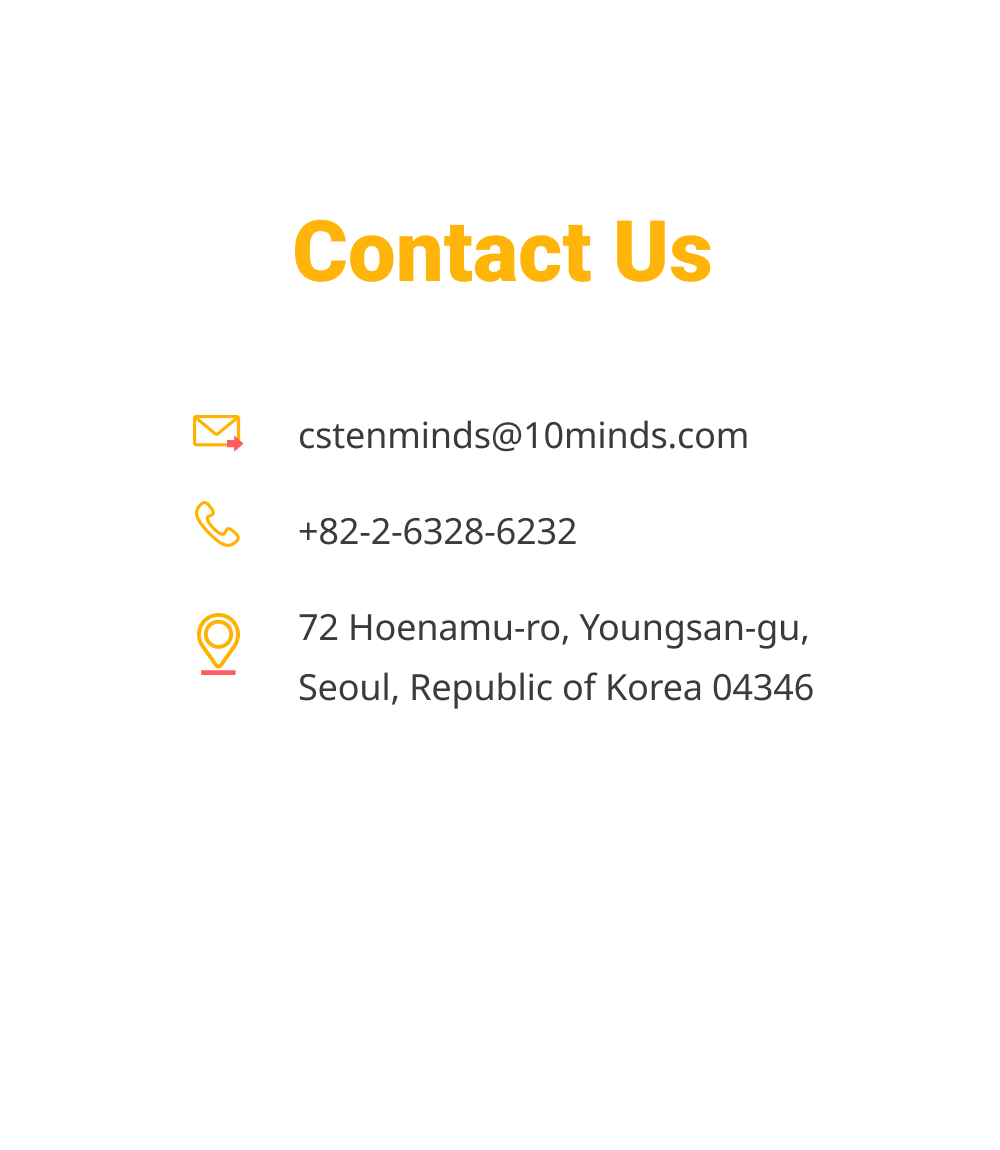 Contact Us
cstenminds@10minds.com
+82-2-6328-6232
72 Hoenamu-ro, Youngsan-gu,
Seoul, Republic of Korea 04346